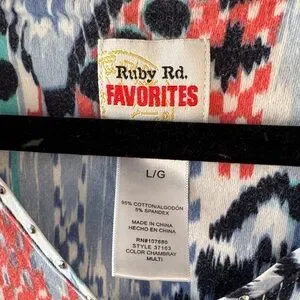 Ruby Rd.
FAVORITES
L/G
95% COTTON/ALGODÓN
5% SPANDEX
MADE IN CHINA
HECHO EN CHINA
RN#107685
STYLE 37163
COLOR CHAMBRAY
MULTI